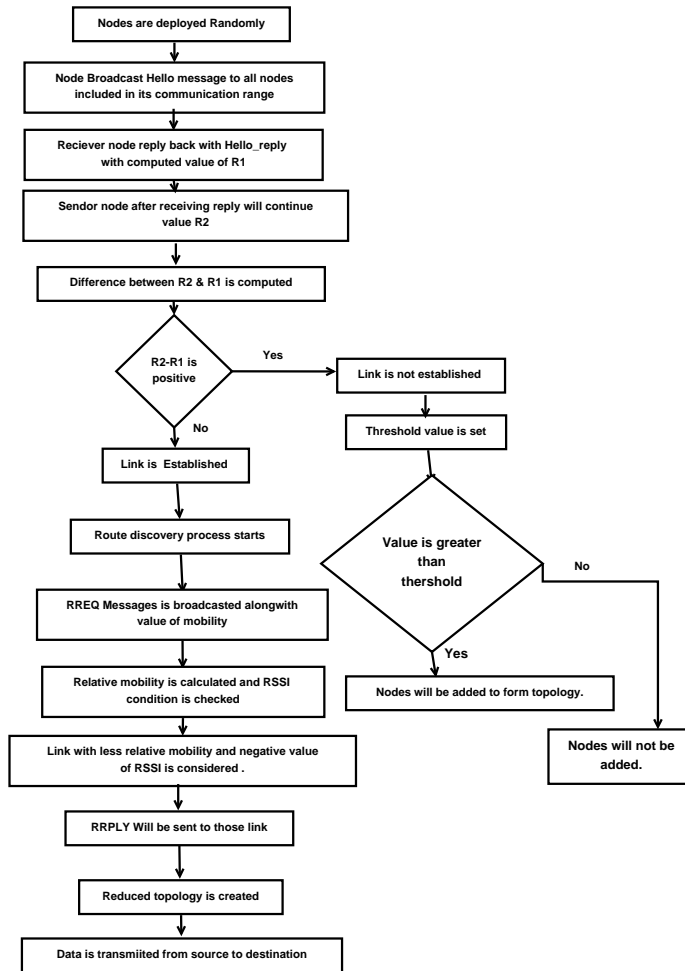 Nodes are deployed Randomly
Node Broadcast Hello message to all nodes
included in its communication range
Reciever node reply back with Hello_reply
with computed value of R1
Sendor node after receiving reply will continue
value R2
Difference between R2 & R1 is computed
R2-R1 is
positive
Yes
No
Link is not established
Threshold value is set
Value is greater
than
thershold
No
Yes
Nodes will be added to form topology.
Nodes will not be
added.
Link is Established
Route discovery process starts
RREQ Messages is broadcasted alongwith
value of mobility
Relative mobility is calculated and RSSI
condition is checked
Link with less relative mobility and negative value
of RSSI is considered .
RRPLY Will be sent to those link
Reduced topology is created
Data is transmiited from source to destination